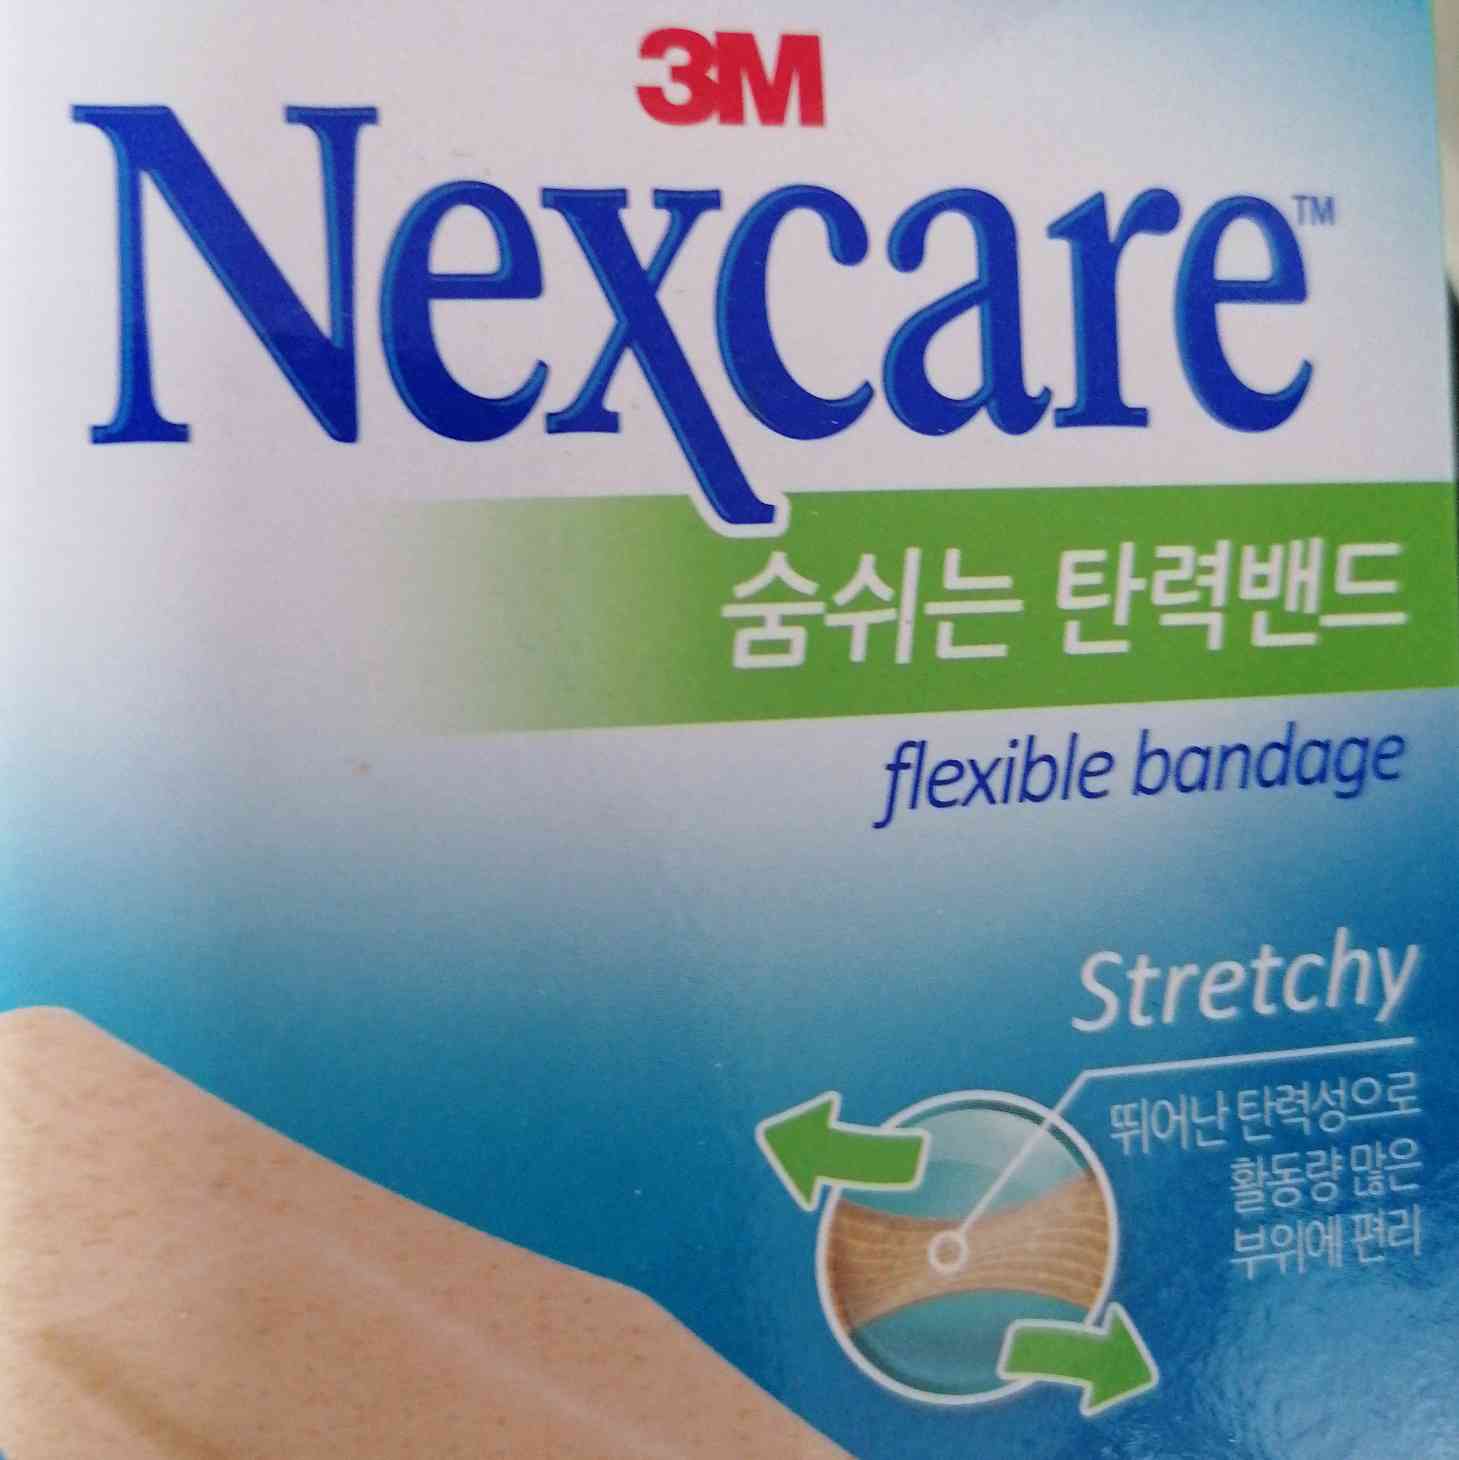 3M
Nexcare™
숨쉬는 탄력밴드
flexible bandage
Stretchy
뛰어난 탄력성으로
활동량 많은
부위에 편리